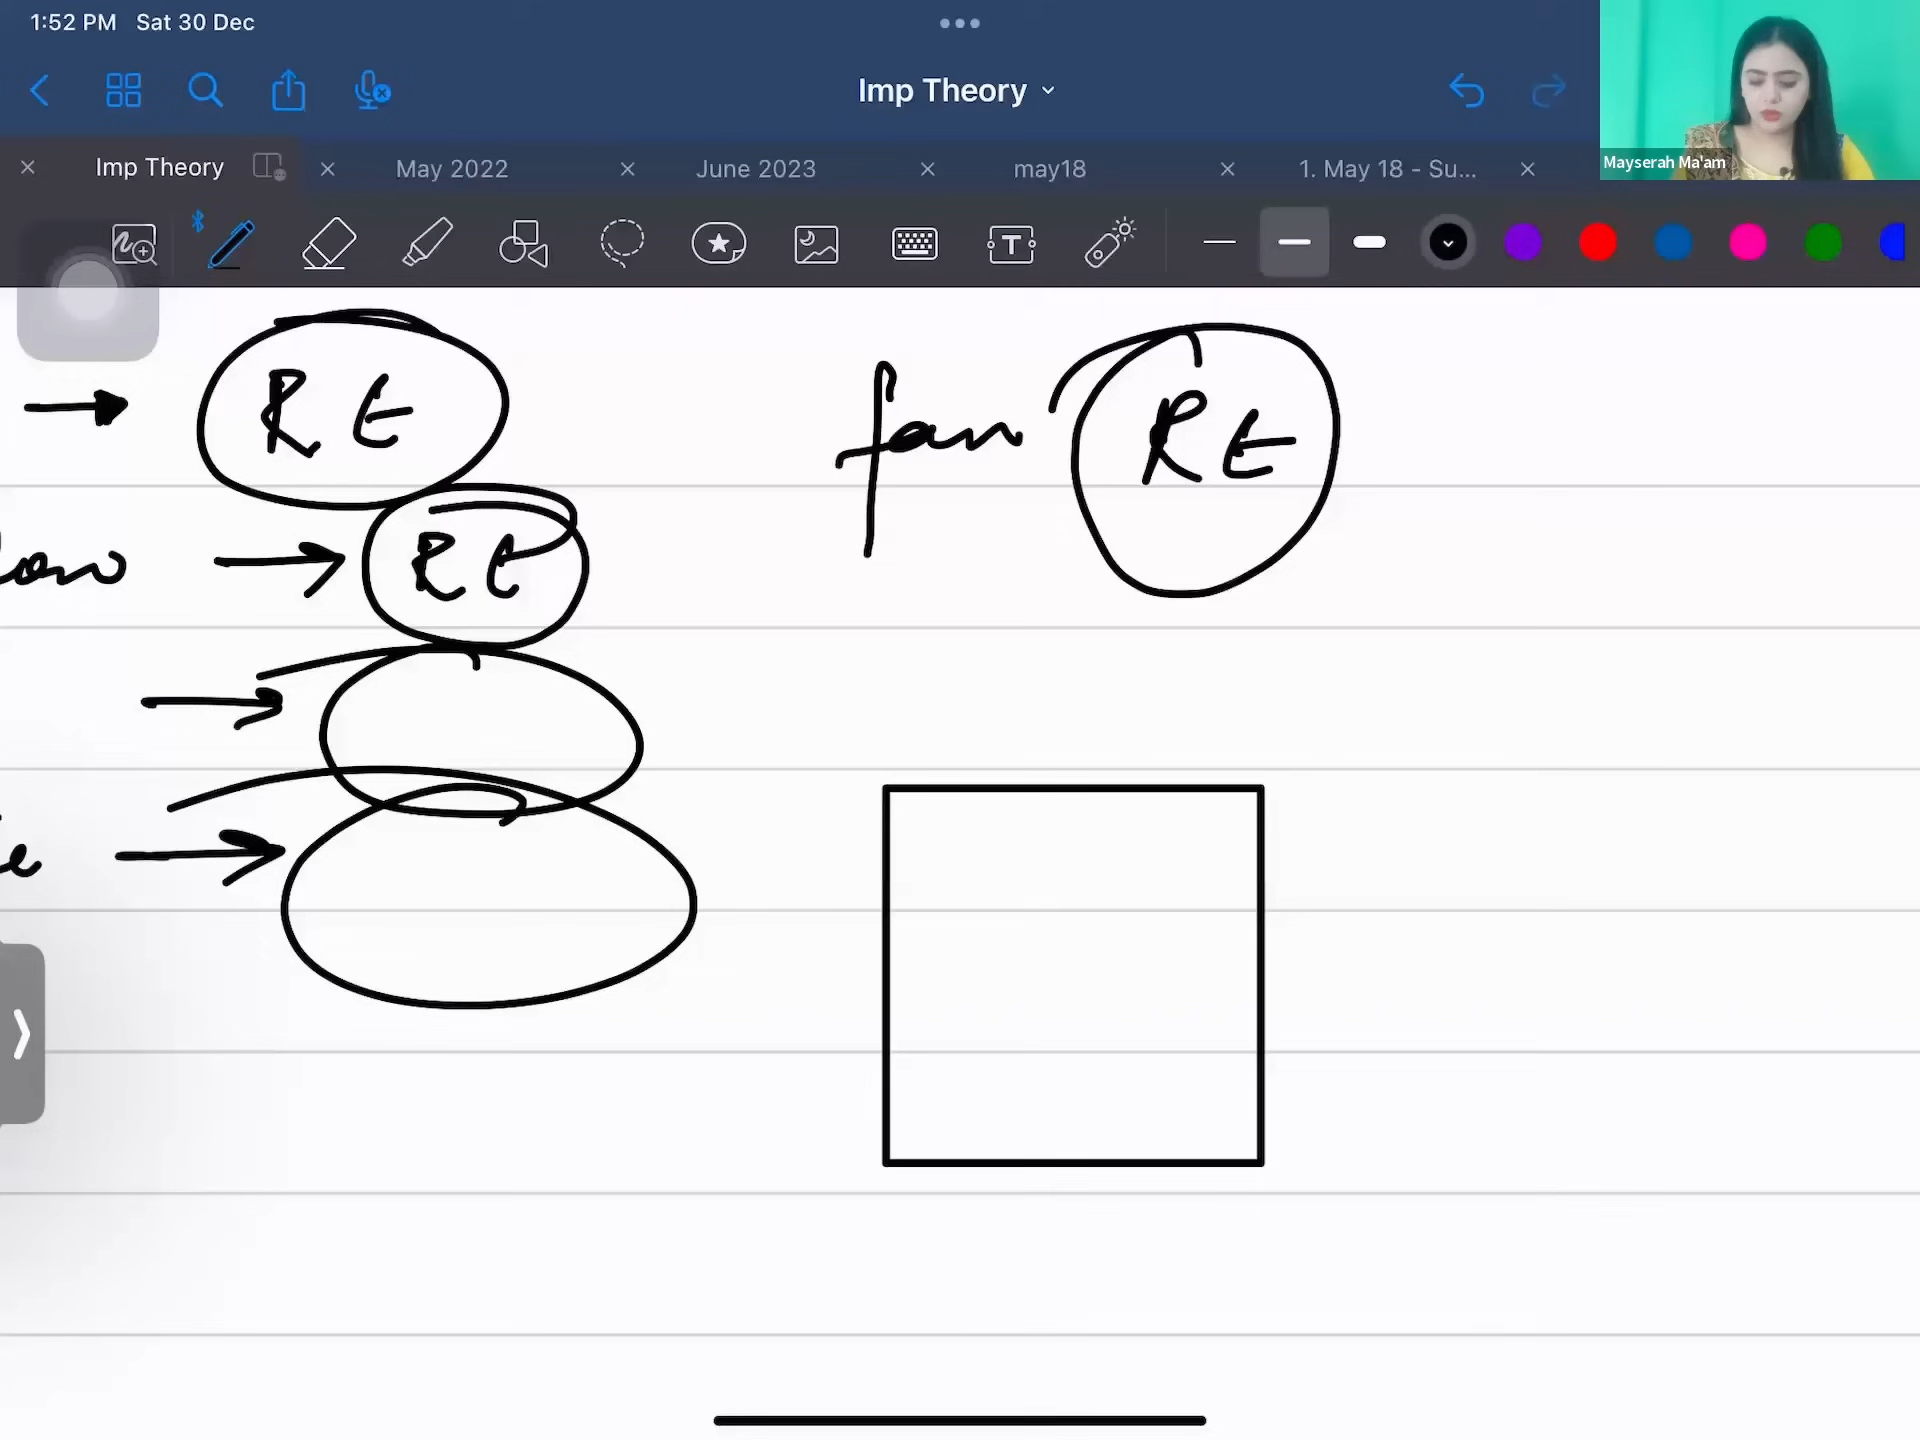 1:52 PM Sat 30 Dec
Imp Theory
Mayserah Ma'am
Imp Theory
May 2022
June 2023
may18
1. May 18 - Su...
T
RE
fan
RE
RE